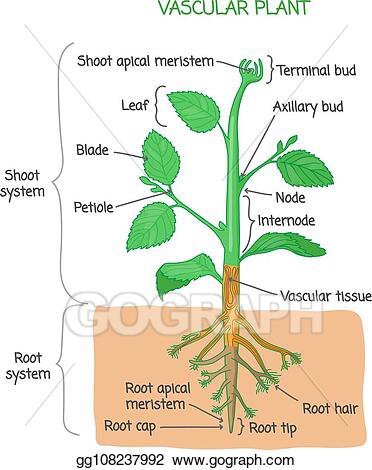 VASCULAR PLANT
Shoot apical meristem
Terminal bud
Leaf
Axillary bud
Blade
Shoot
system
Petiole
Node
Internode
Vascular tissue
GOGRAPH
Root
system
Root apical
meristem
Root hair
Root cap
Root tip
gg108237992 www.gograph.com